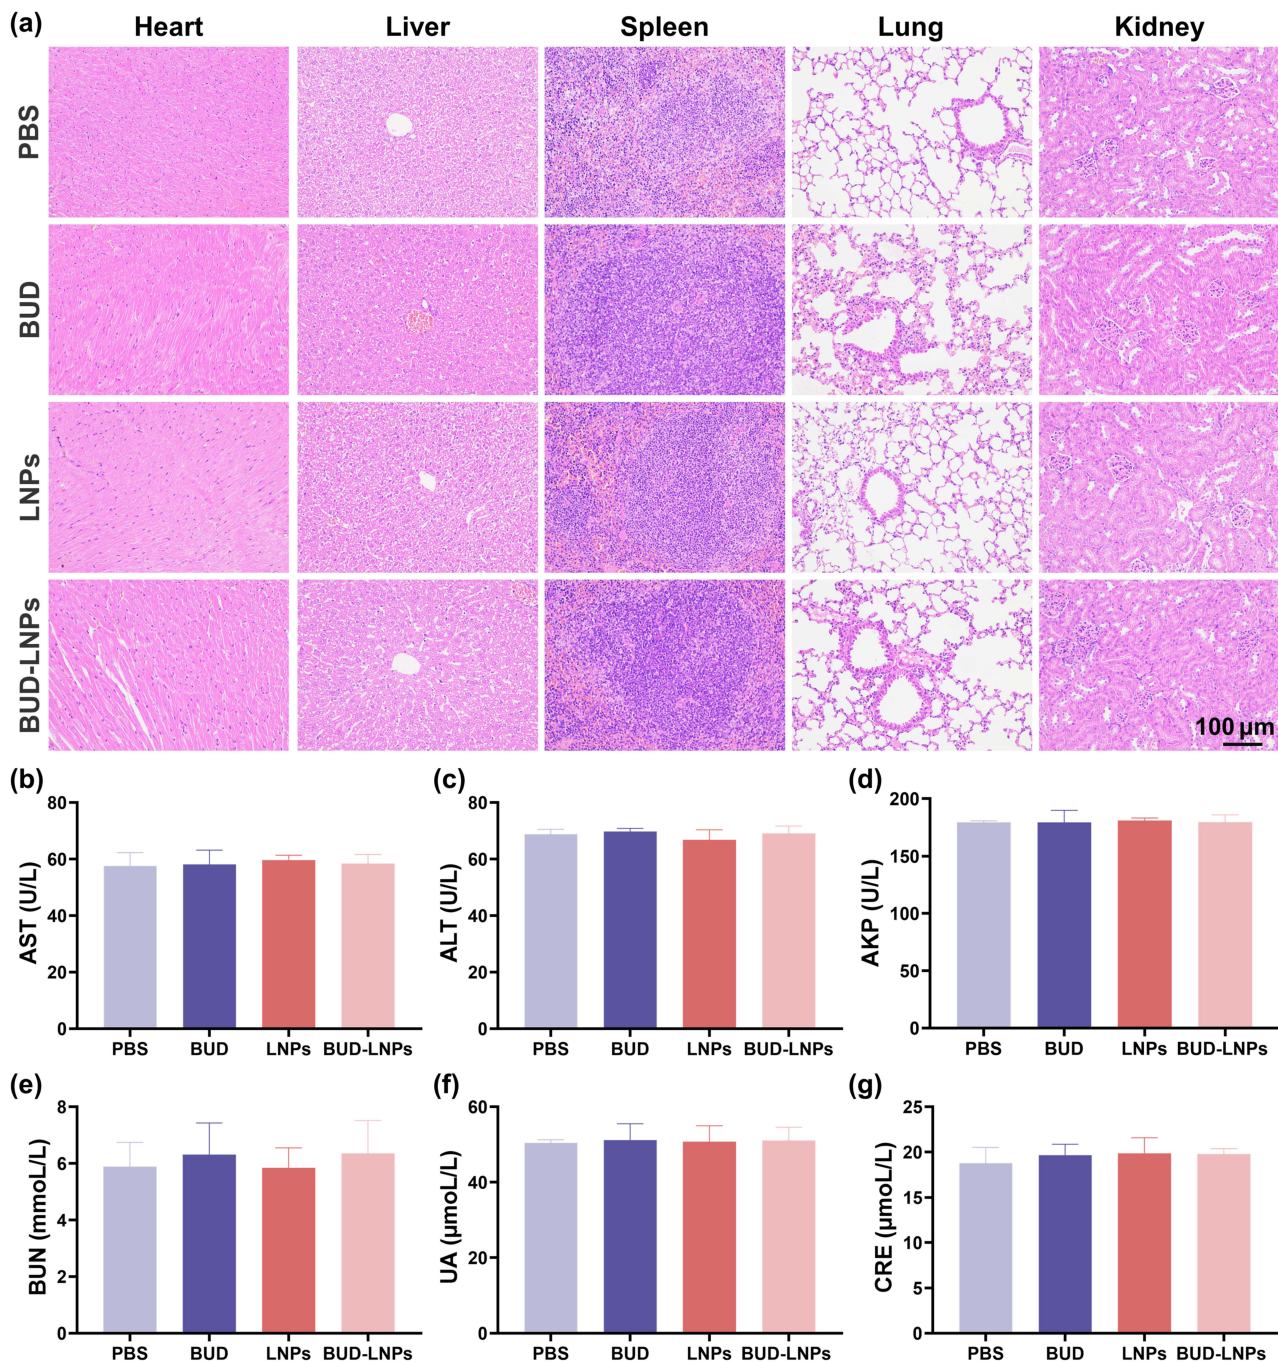 (a) Heart Liver Spleen Lung Kidney
PBS
BUD
LNPs
BUD-LNPs
100 µm
(b)
AST (U/L)
80
60
40
20
0
PBS BUD LNPs BUD-LNPs
(c)
ALT (U/L)
80
60
40
20
0
PBS BUD LNPs BUD-LNPs
(d)
AKP (U/L)
200
150
100
50
0
PBS BUD LNPs BUD-LNPs
(e)
BUN (mmoL/L)
8
6
4
2
0
PBS BUD LNPs BUD-LNPs
(f)
UA (µmoL/L)
60
40
20
0
PBS BUD LNPs BUD-LNPs
(g)
CRE (µmoL/L)
25
20
15
10
5
0
PBS BUD LNPs BUD-LNPs